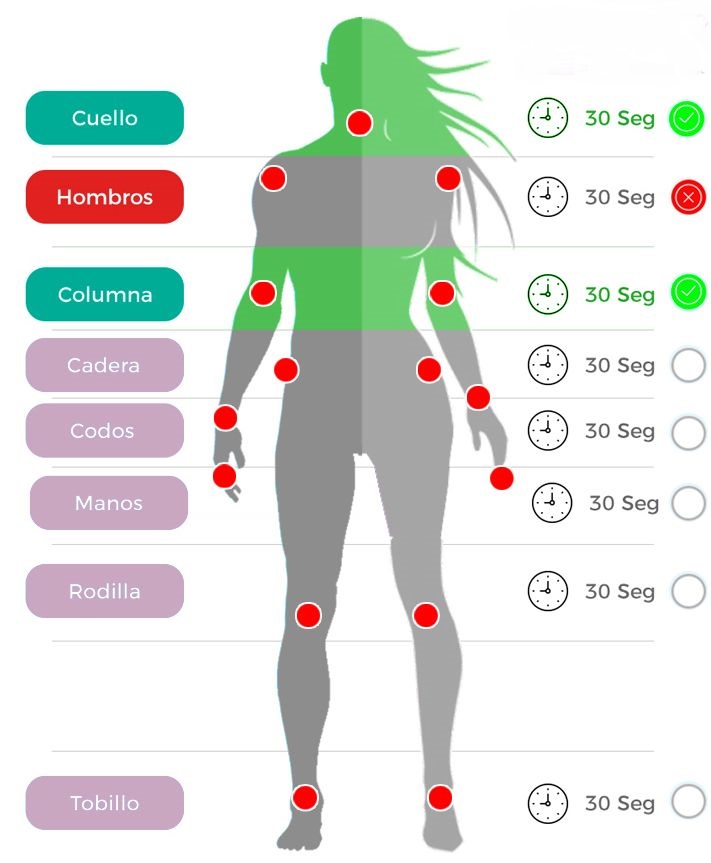 Cuello 30 Seg
Hombros 30 Seg
Columna 30 Seg
Cadera 30 Seg
Codos 30 Seg
Manos 30 Seg
Rodilla 30 Seg
Tobillo 30 Seg